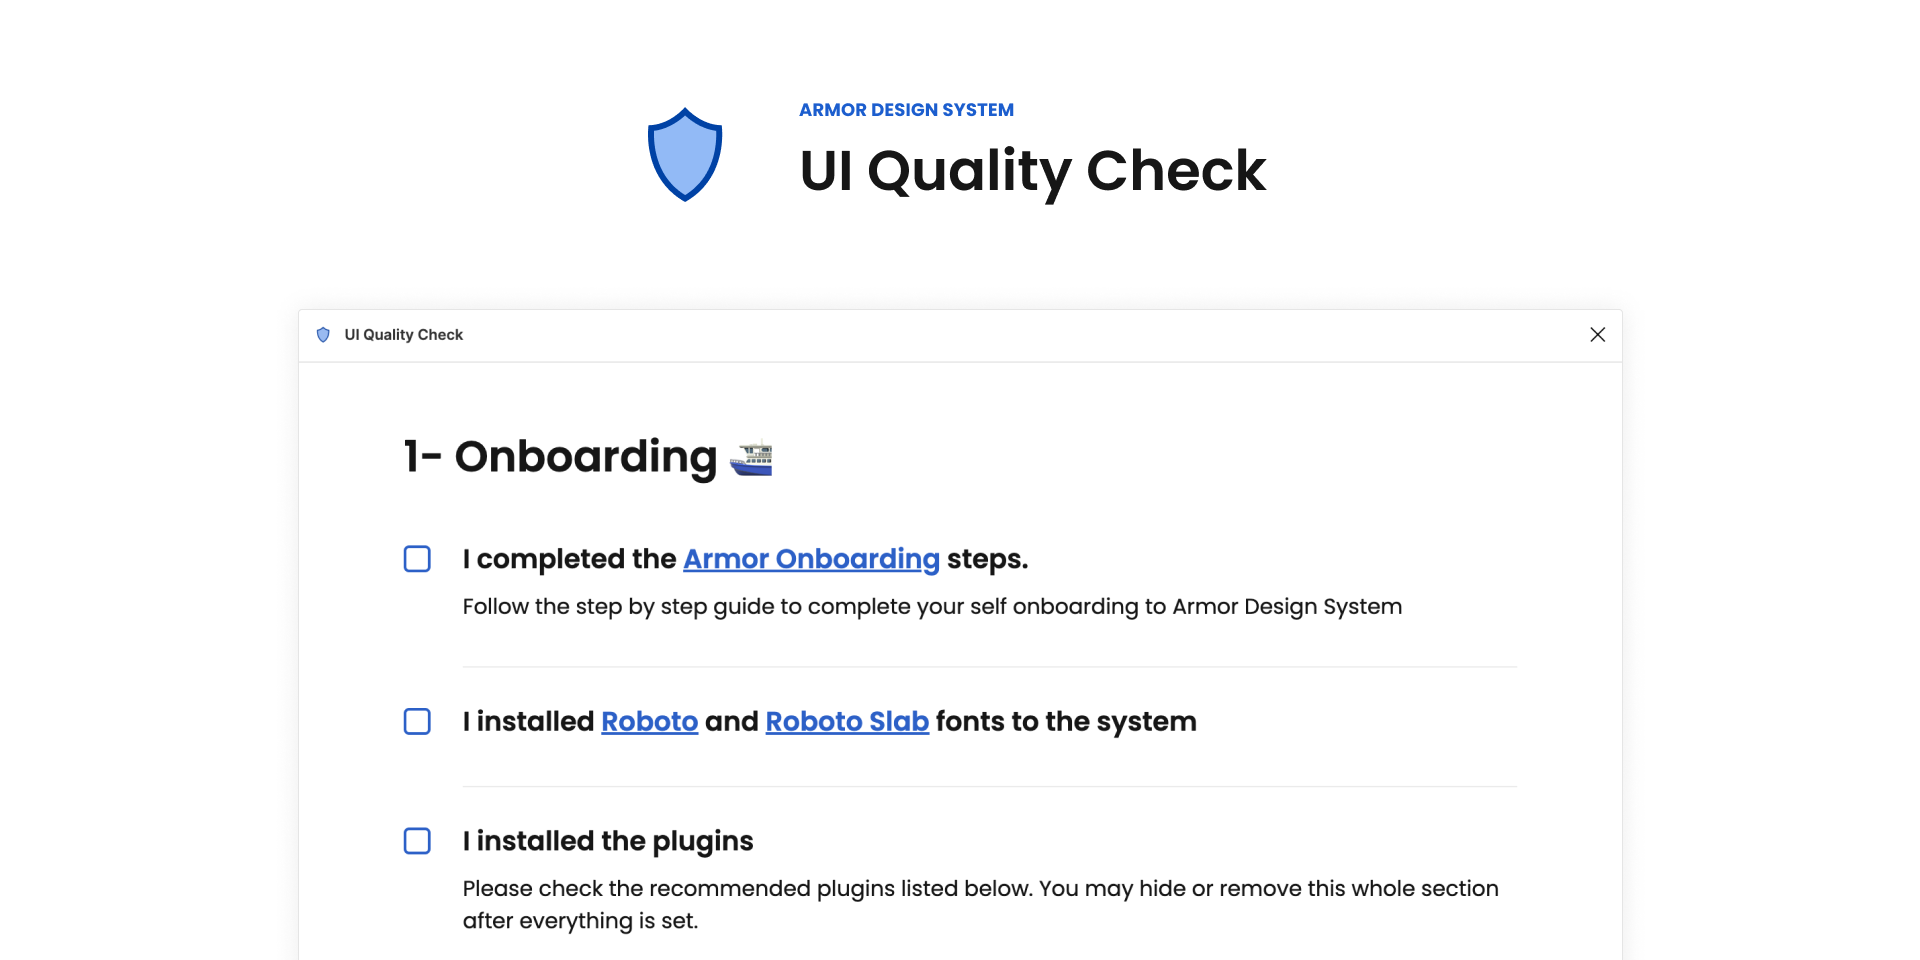 ARMOR DESIGN SYSTEM
UI Quality Check
UI Quality Check
1- Onboarding
I completed the Armor Onboarding steps.
Follow the step by step guide to complete your self onboarding to Armor Design System
I installed Roboto and Roboto Slab fonts to the system
I installed the plugins
Please check the recommended plugins listed below. You may hide or remove this whole section
after everything is set.